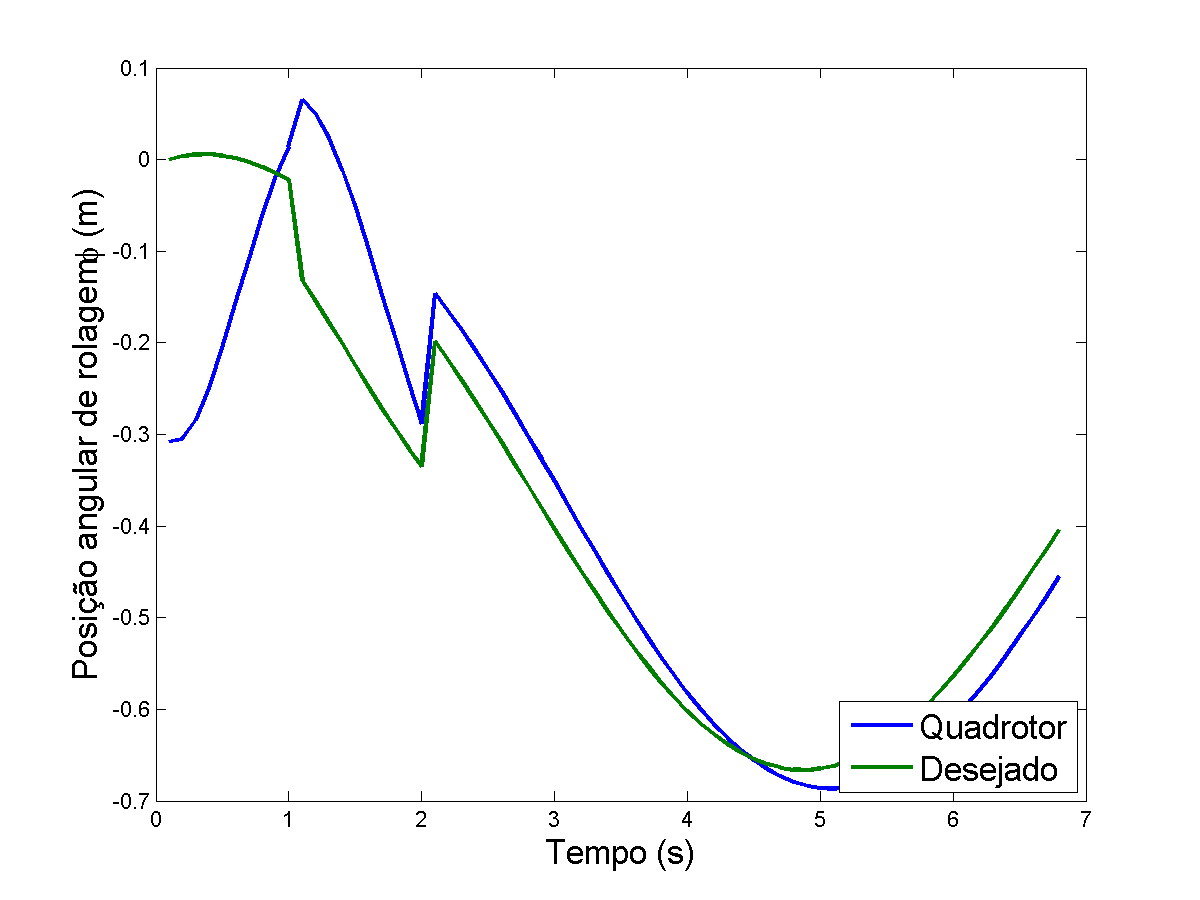 0.1
0
-0.1
-0.2
-0.3
-0.4
-0.5
-0.6
-0.7
Posição angular de rolagemϕ (m)
0 1 2 3 4 5 6 7
Tempo (s)
Quadrotor
Desejado